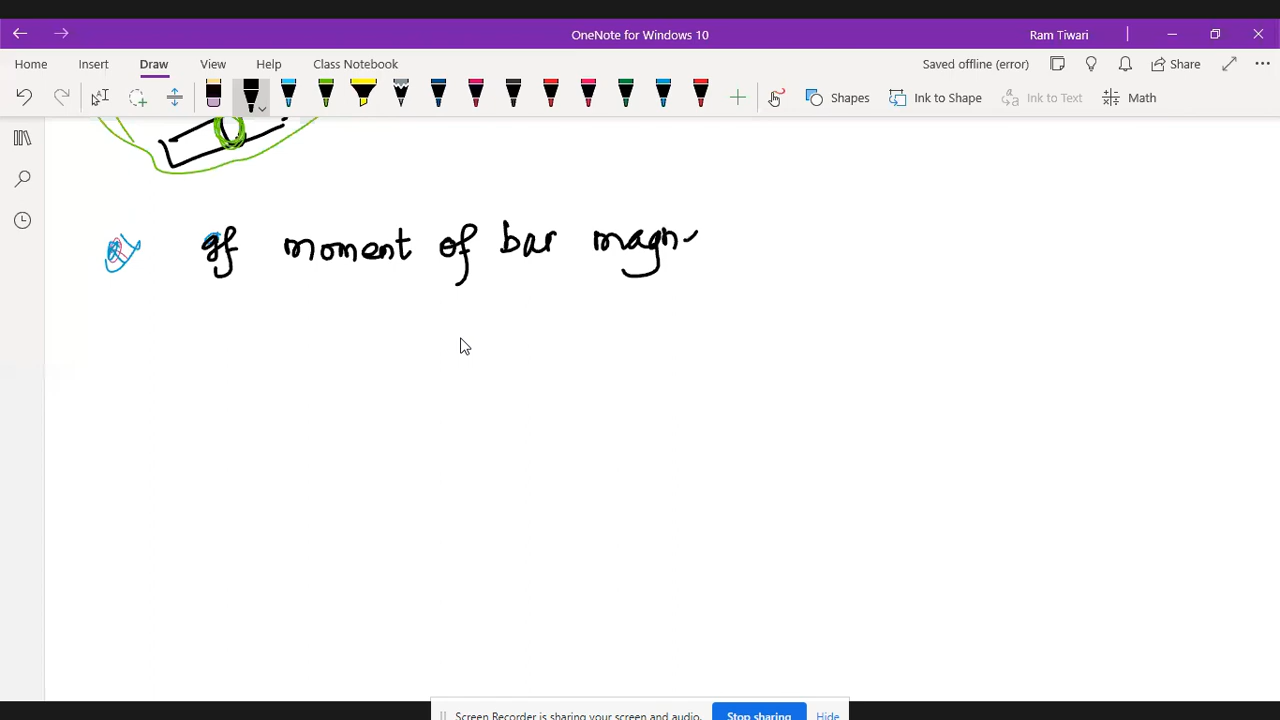 OneNote for Windows 10
Ram Tiwari
Home Insert Draw View Help Class Notebook
Saved offline (error) Share
Shapes Ink to Shape Ink to Text Math
If moment of bar magn
Screen Recorder is sharing your screen and audio. Stop sharing Hide